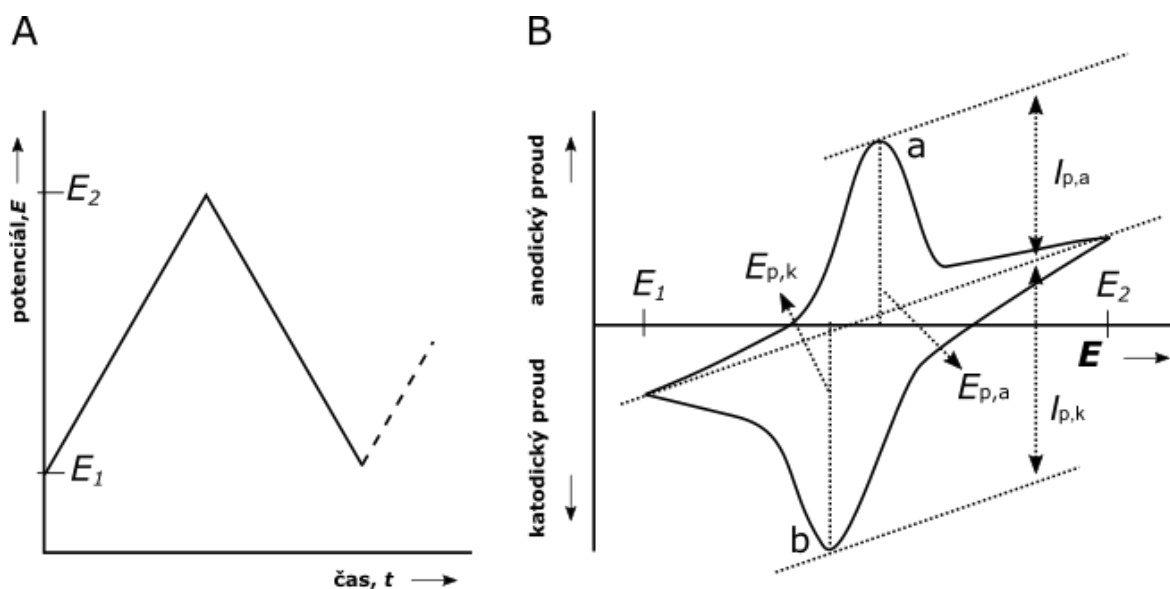 A
potenciál,E
E2
E1
čas, t
B
anodický proud
katodický proud
a
Ip,a
Ep,k
E1
E2
E
Ep,a
Ip,k
b